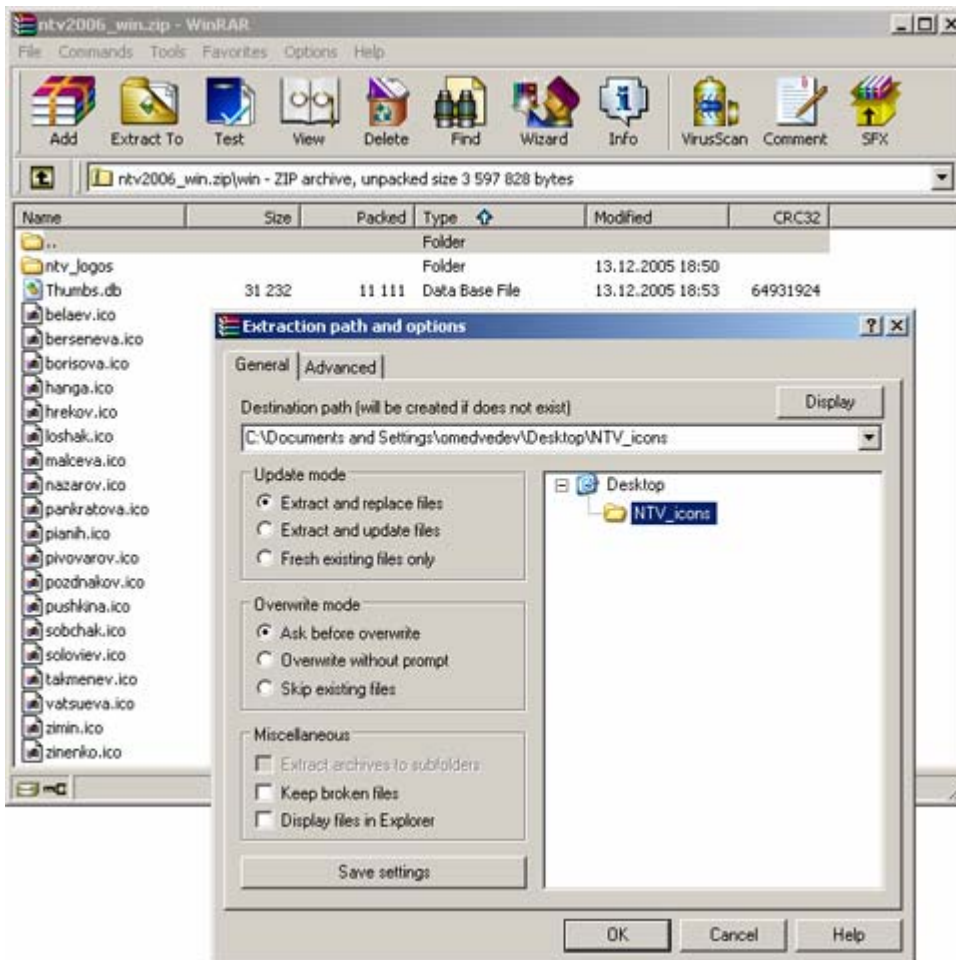 ntv2006_win.zip - WinRAR
File Commands Tools Favorites Options Help
Add Extract To Test View Delete Find Wizard Info VirusScan Comment SFX
ntv2006_win.zip\win - ZIP archive, unpacked size 3 597 828 bytes
Name Size Packed Type Modified CRC32
.. Folder
ntv_logos Folder 13.12.2005 18:50
Thumbs.db 31 232 11 111 Data Base File 13.12.2005 18:53 64931924
belaev.ico
berseneva.ico
borisova.ico
hanga.ico
hrekov.ico
loshak.ico
malceva.ico
nazarov.ico
pankratova.ico
pianih.ico
pivovarov.ico
pozdnakov.ico
pushkina.ico
sobchak.ico
soloviev.ico
takmenev.ico
vatsueva.ico
zimin.ico
zinenko.ico
Extraction path and options
General Advanced
Destination path (will be created if does not exist) Display
C:\Documents and Settings\omedvedev\Desktop\NTV_icons
Update mode
Extract and replace files
Extract and update files
Fresh existing files only
Overwrite mode
Ask before overwrite
Overwrite without prompt
Skip existing files
Miscellaneous
Extract archives to subfolders
Keep broken files
Display files in Explorer
Save settings
Desktop
NTV_icons
OK Cancel Help